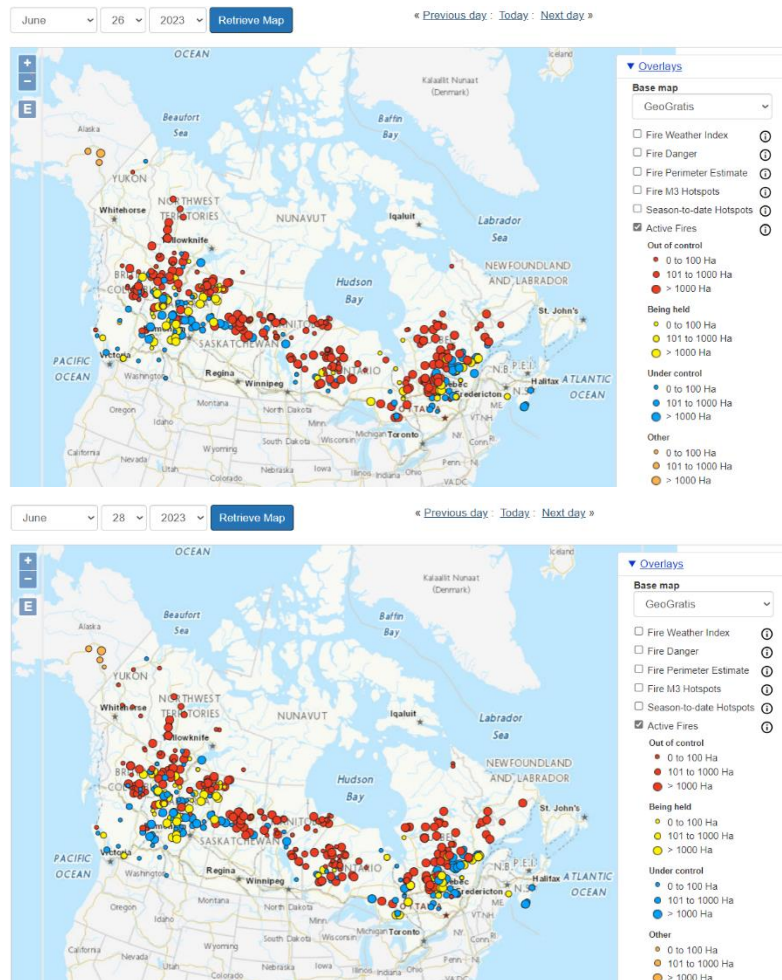 June 26 2023 Retrieve Map « Previous day : Today : Next day »
+
−
E
OCEAN
Iceland
Kalaallit Nunaat
(Denmark)
Beaufort
Sea
Baffin
Bay
Alaska
YUKON
Whitehorse
NORTHWEST
TERRITORIES
NUNAVUT
Iqaluit
Labrador
Sea
Hudson
Bay
NEWFOUNDLAND
AND LABRADOR
St. John's
SASKATCHEWAN
PACIFIC
OCEAN
Victoria
Washington
Regina
Winnipeg
N.B.
P.E.I.
Halifax
ATLANTIC
OCEAN
Oregon
Idaho
Montana
North Dakota
Minn.
South Dakota
Wisconsin
Michigan
Toronto
OTTAWA
Fredericton
N.S.
ME.
VT.
NH.
NY
Conn
California
Nevada
Utah
Wyoming
Colorado
Nebraska
Iowa
Illinois
Indiana
Ohio
Penn
NJ
VA
DC
▼ Overlays
Base map
GeoGratis
Fire Weather Index
Fire Danger
Fire Perimeter Estimate
Fire M3 Hotspots
Season-to-date Hotspots
Active Fires
Out of control
0 to 100 Ha
101 to 1000 Ha
> 1000 Ha
Being held
0 to 100 Ha
101 to 1000 Ha
> 1000 Ha
Under control
0 to 100 Ha
101 to 1000 Ha
> 1000 Ha
Other
0 to 100 Ha
101 to 1000 Ha
> 1000 Ha
June 28 2023 Retrieve Map « Previous day : Today : Next day »
+
−
E
OCEAN
Iceland
Kalaallit Nunaat
(Denmark)
Beaufort
Sea
Baffin
Bay
Alaska
YUKON
Whitehorse
NORTHWEST
TERRITORIES
NUNAVUT
Iqaluit
Labrador
Sea
Hudson
Bay
NEWFOUNDLAND
AND LABRADOR
St. John's
SASKATCHEWAN
PACIFIC
OCEAN
Victoria
Washington
Regina
Winnipeg
N.B.
P.E.I.
Halifax
ATLANTIC
OCEAN
Oregon
Idaho
Montana
North Dakota
Minn.
South Dakota
Wisconsin
Michigan
Toronto
OTTAWA
Fredericton
N.S.
ME.
VT.
NH.
NY
Conn
California
Nevada
Utah
Wyoming
Colorado
Nebraska
Iowa
Illinois
Indiana
Ohio
Penn
NJ
VA
DC
▼ Overlays
Base map
GeoGratis
Fire Weather Index
Fire Danger
Fire Perimeter Estimate
Fire M3 Hotspots
Season-to-date Hotspots
Active Fires
Out of control
0 to 100 Ha
101 to 1000 Ha
> 1000 Ha
Being held
0 to 100 Ha
101 to 1000 Ha
> 1000 Ha
Under control
0 to 100 Ha
101 to 1000 Ha
> 1000 Ha
Other
0 to 100 Ha
101 to 1000 Ha
> 1000 Ha